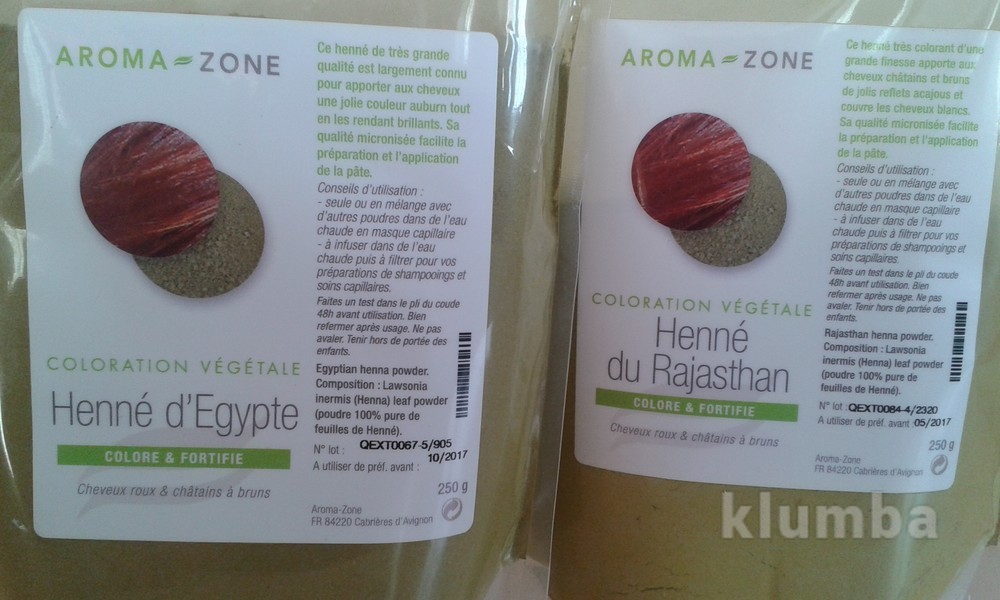 AROMA ZONE
Ce henné de très grande
qualité est largement connu
pour apporter aux cheveux
une jolie couleur auburn tout
en les rendant brillants. Sa
qualité micronisée facilite la
préparation et l'application
de la pâte.
Conseils d'utilisation :
- seule ou en mélange avec
d'autres poudres dans de l'eau
chaude en masque capillaire
- à infuser dans de l'eau
chaude puis à filtrer pour vos
préparations de shampooings et
soins capillaires.
Faites un test dans le pli du coude
48h avant utilisation. Bien
refermer après usage. Ne pas
avaler. Tenir hors de portée des
enfants.
Egyptian henna powder.
Composition : Lawsonia
inermis (Henna) leaf powder
(poudre 100% pure de
feuilles de Henné).
N° lot : QEXT0067-5/905
A utiliser de préf. avant : 10/2017
250 g
Aroma-Zone
FR 84220 Cabrières d'Avignon
COLORATION VÉGÉTALE
Henné d'Egypte
COLORE & FORTIFIE
Cheveux roux & châtains à bruns
AROMA ZONE
Ce henné très colorant d'une
grande finesse apporte aux
cheveux châtains et bruns
de jolis reflets acajous et
couvre les cheveux blancs.
Sa qualité micronisée facilite
la préparation et l'application
de la pâte.
Conseils d'utilisation :
- seule ou en mélange avec
d'autres poudres dans de l'eau
chaude en masque capillaire
- à infuser dans de l'eau
chaude puis à filtrer pour vos
préparations de shampooings et
soins capillaires.
Faites un test dans le pli du coude
48h avant utilisation. Bien
refermer après usage. Ne pas
avaler. Tenir hors de portée des
enfants.
Rajasthan henna powder.
Composition : Lawsonia
inermis (Henna) leaf powder
(poudre 100% pure de
feuilles de Henné).
N° lot : QEXT0084-4/2320
A utiliser de préf. avant : 05/2017
250 g
Aroma-Zone
FR 84220 Cabrières d'Avignon
COLORATION VÉGÉTALE
Henné
du Rajasthan
COLORE & FORTIFIE
Cheveux roux & châtains à bruns
klumba